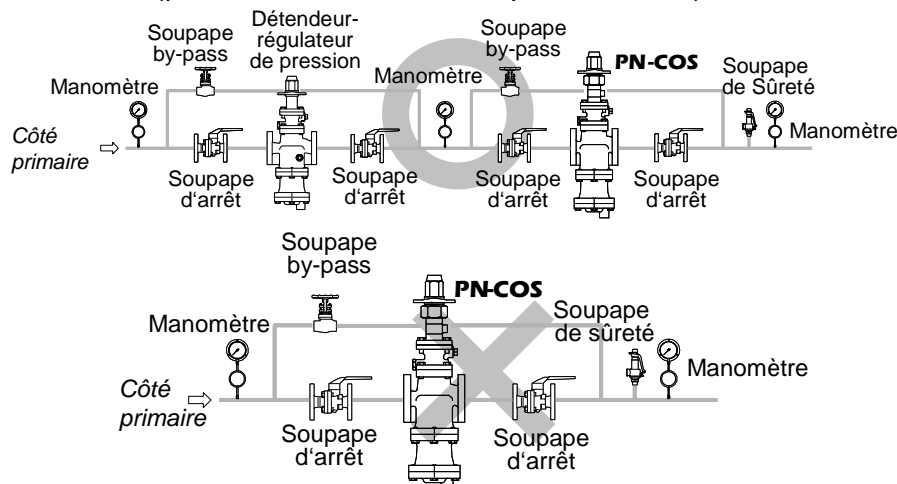 Soupape
by-pass
Détendeur-
régulateur
de pression
Soupape
by-pass
PN-COS
Soupape
de Sûreté
Manomètre
Manomètre
Manomètre
Côté
primaire
Soupape
d'arrêt
Soupape
d'arrêt
Soupape
d'arrêt
Soupape
d'arrêt
Soupape
by-pass
PN-COS
Soupape
de sûreté
Manomètre
Manomètre
Côté
primaire
Soupape
d'arrêt
Soupape
d'arrêt